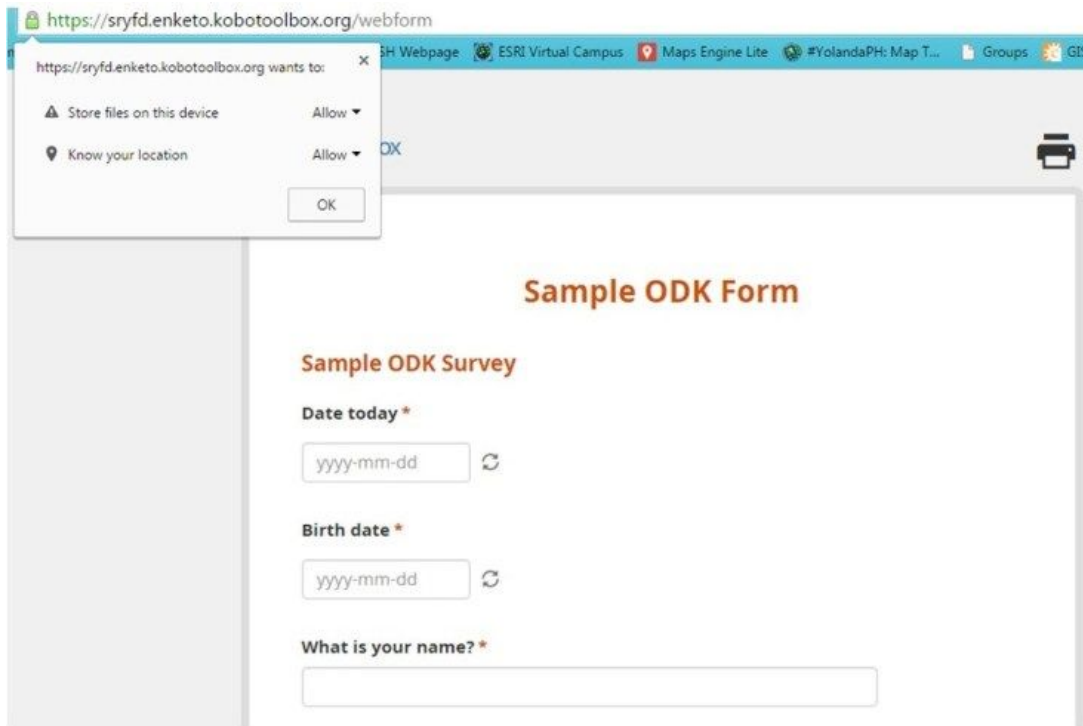 https://sryfd.enketo.kobotoolbox.org/webform
SH Webpage ESRI Virtual Campus Maps Engine Lite #YolandaPH: Map T... Groups GIS
https://sryfd.enketo.kobotoolbox.org wants to: ×
Store files on this device Allow
Know your location Allow
OX
OK
Sample ODK Form
Sample ODK Survey
Date today *
yyyy-mm-dd
Birth date *
yyyy-mm-dd
What is your name? *